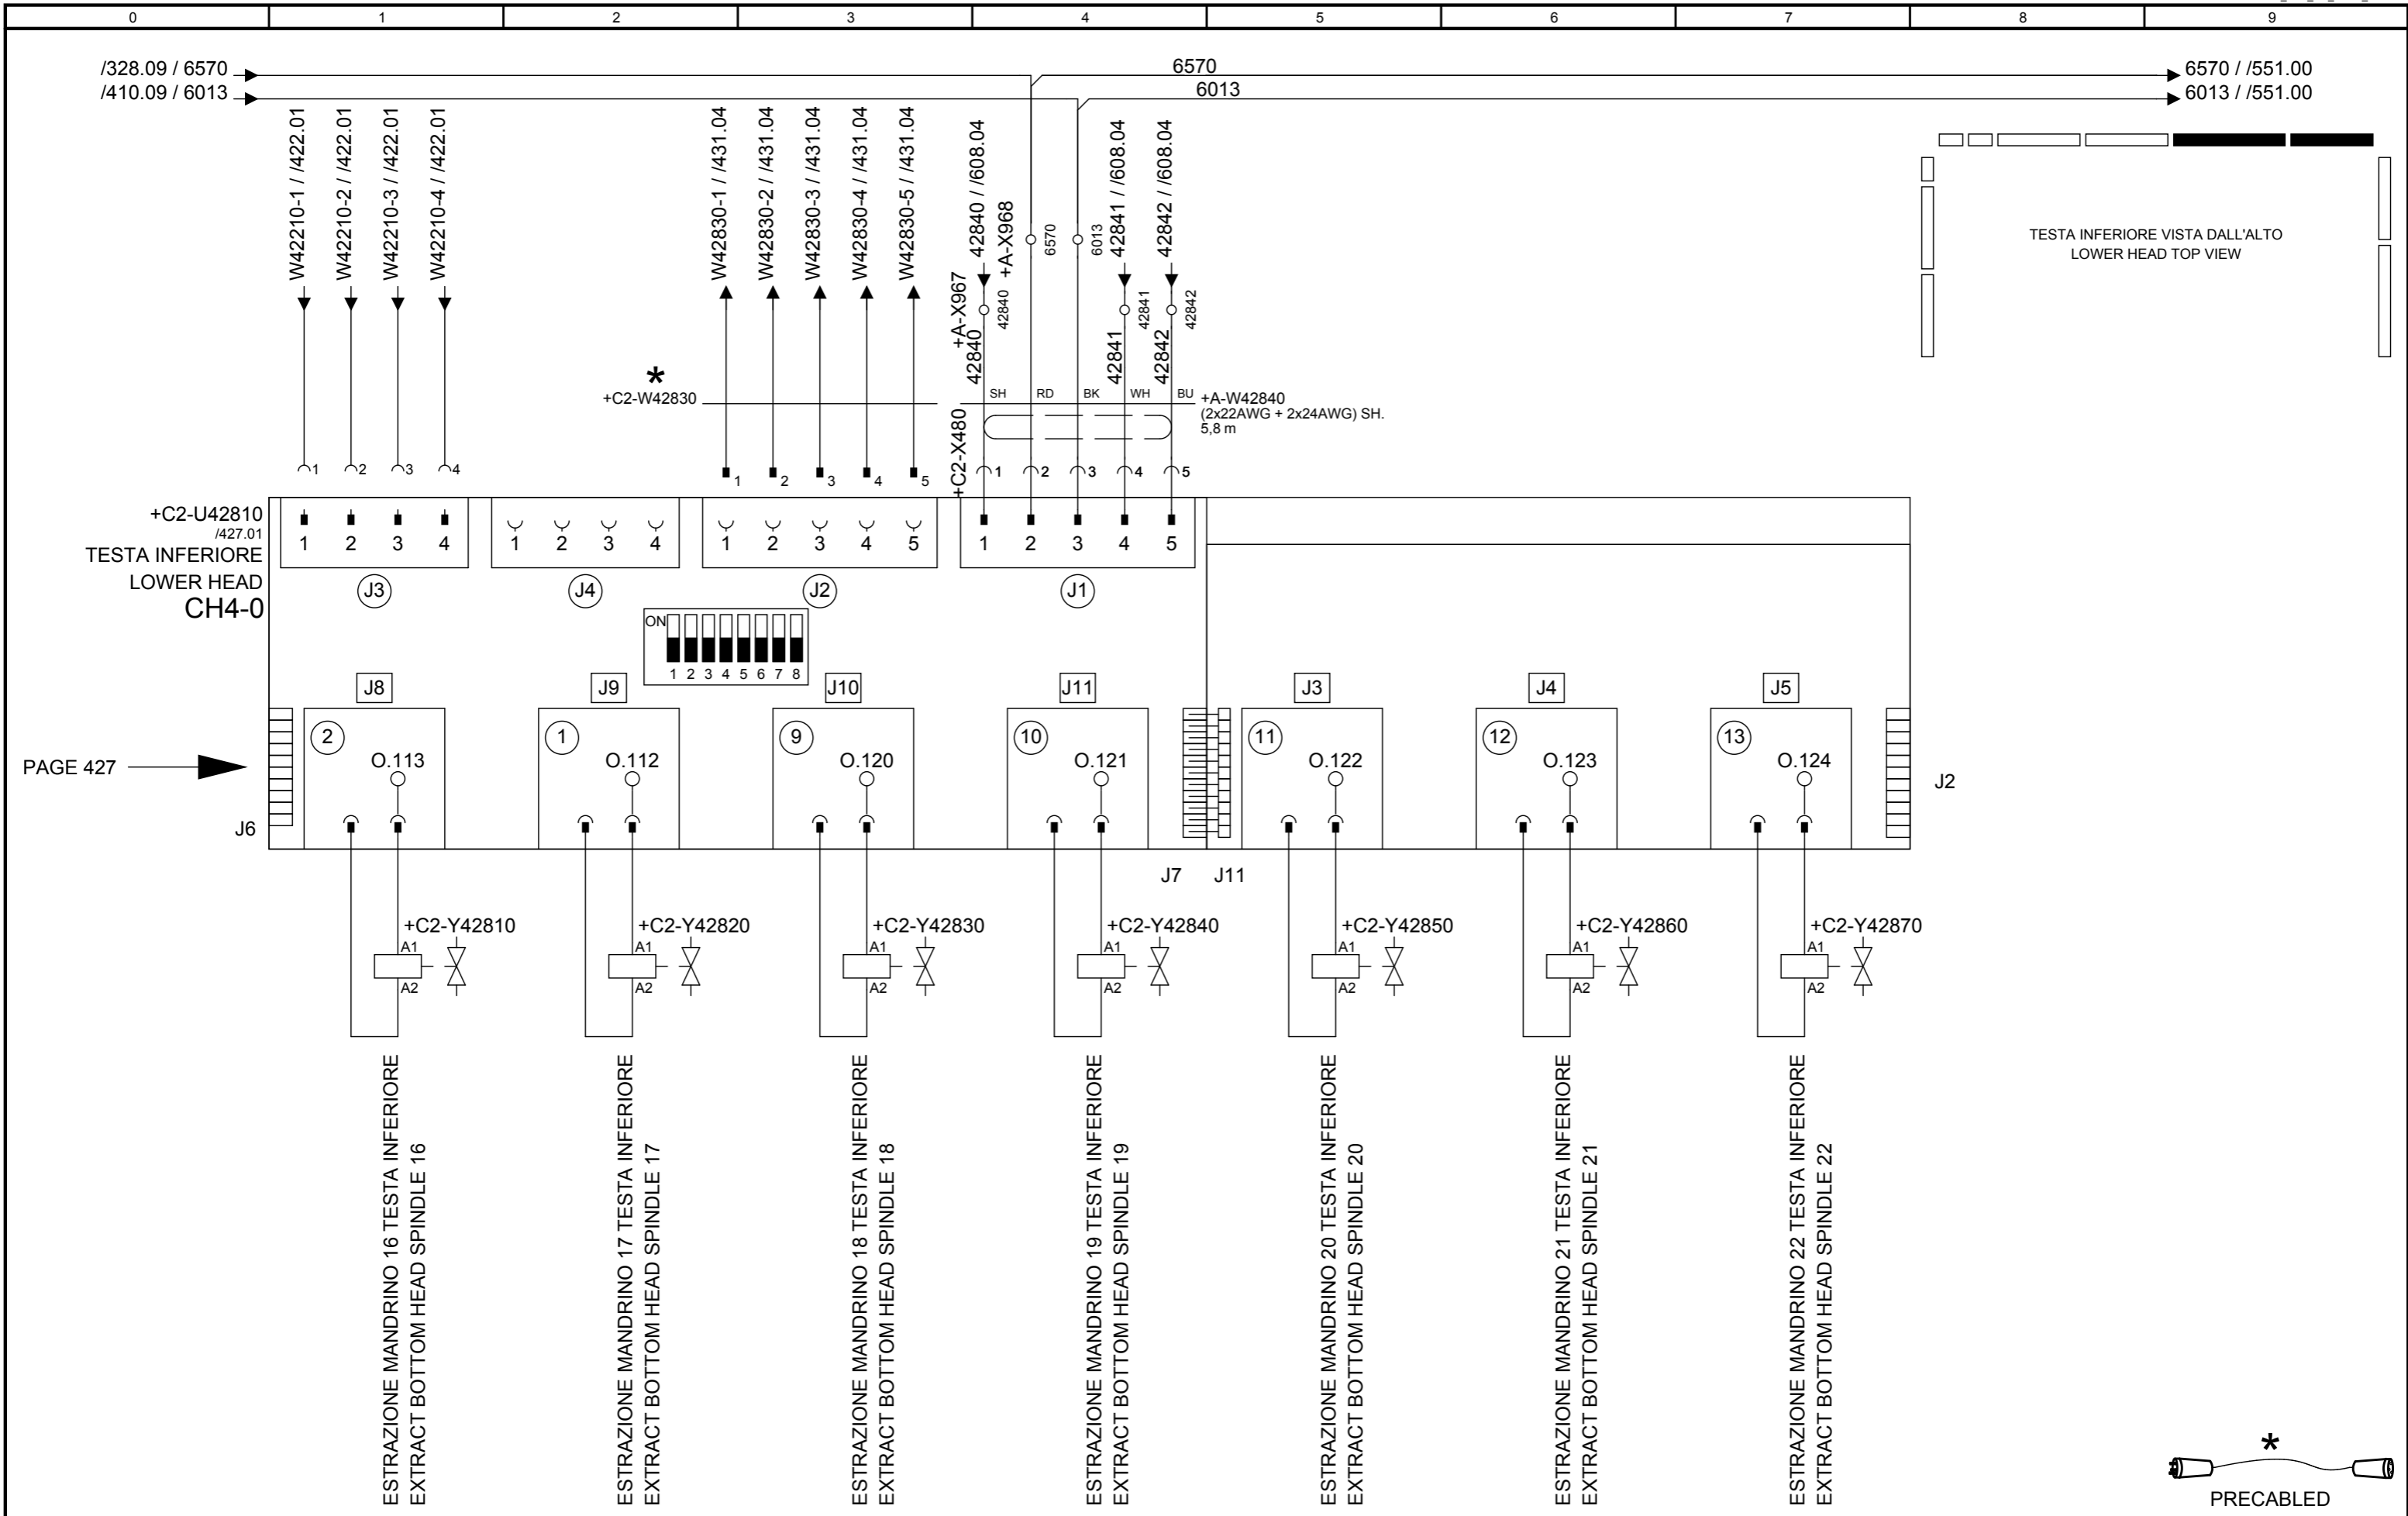 0 1 2 3 4 5 6 7 8 9
/328.09 / 6570
6570
6570 / /551.00
/410.09 / 6013
6013
6013 / /551.00
W42210-1 / /422.01
W42210-2 / /422.01
W42210-3 / /422.01
W42210-4 / /422.01
W42830-1 / /431.04
W42830-2 / /431.04
W42830-3 / /431.04
W42830-4 / /431.04
W42830-5 / /431.04
42840 / /608.04
42841 / /608.04
42842 / /608.04
+A-X967
+A-X968
6570
6013
42840
42841
42842
42840
42841
42842
TESTA INFERIORE VISTA DALL'ALTO
LOWER HEAD TOP VIEW
*
+C2-W42830
SH RD BK WH BU
+A-W42840
(2x22AWG + 2x24AWG) SH.
5,8 m
+C2-X480
1 2 3 4
1 2 3 4 5
1 2 3 4 5
+C2-U42810
/427.01
TESTA INFERIORE
LOWER HEAD
CH4-0
1 2 3 4
1 2 3 4
1 2 3 4 5
1 2 3 4 5
J3 J4 J2 J1
ON
1 2 3 4 5 6 7 8
J8 J9 J10 J11 J3 J4 J5
2 1 9 10 11 12 13
O.113 O.112 O.120 O.121 O.122 O.123 O.124
PAGE 427
J6
J2
J7 J11
+C2-Y42810 +C2-Y42820 +C2-Y42830 +C2-Y42840 +C2-Y42850 +C2-Y42860 +C2-Y42870
A1 A1 A1 A1 A1 A1 A1
A2 A2 A2 A2 A2 A2 A2
ESTRAZIONE MANDRINO 16 TESTA INFERIORE
EXTRACT BOTTOM HEAD SPINDLE 16
ESTRAZIONE MANDRINO 17 TESTA INFERIORE
EXTRACT BOTTOM HEAD SPINDLE 17
ESTRAZIONE MANDRINO 18 TESTA INFERIORE
EXTRACT BOTTOM HEAD SPINDLE 18
ESTRAZIONE MANDRINO 19 TESTA INFERIORE
EXTRACT BOTTOM HEAD SPINDLE 19
ESTRAZIONE MANDRINO 20 TESTA INFERIORE
EXTRACT BOTTOM HEAD SPINDLE 20
ESTRAZIONE MANDRINO 21 TESTA INFERIORE
EXTRACT BOTTOM HEAD SPINDLE 21
ESTRAZIONE MANDRINO 22 TESTA INFERIORE
EXTRACT BOTTOM HEAD SPINDLE 22
*
PRECABLED